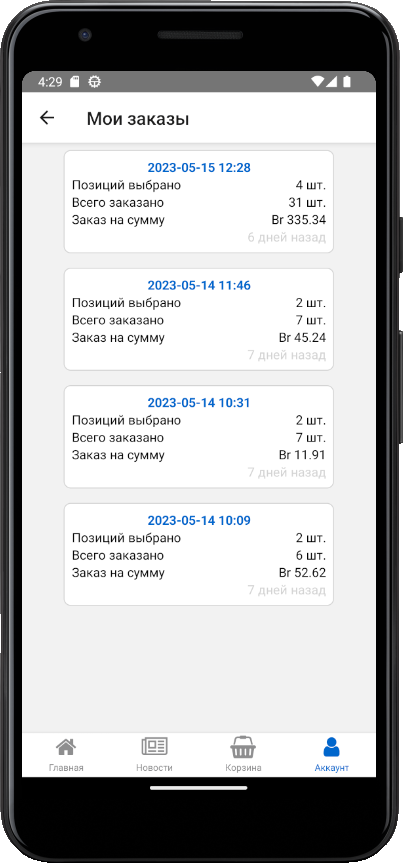 4:29
Мои заказы
2023-05-15 12:28
Позиций выбрано 4 шт.
Всего заказано 31 шт.
Заказ на сумму Br 335.34
6 дней назад
2023-05-14 11:46
Позиций выбрано 2 шт.
Всего заказано 7 шт.
Заказ на сумму Br 45.24
7 дней назад
2023-05-14 10:31
Позиций выбрано 2 шт.
Всего заказано 7 шт.
Заказ на сумму Br 11.91
7 дней назад
2023-05-14 10:09
Позиций выбрано 2 шт.
Всего заказано 6 шт.
Заказ на сумму Br 52.62
7 дней назад
Главная Новости Корзина Аккаунт